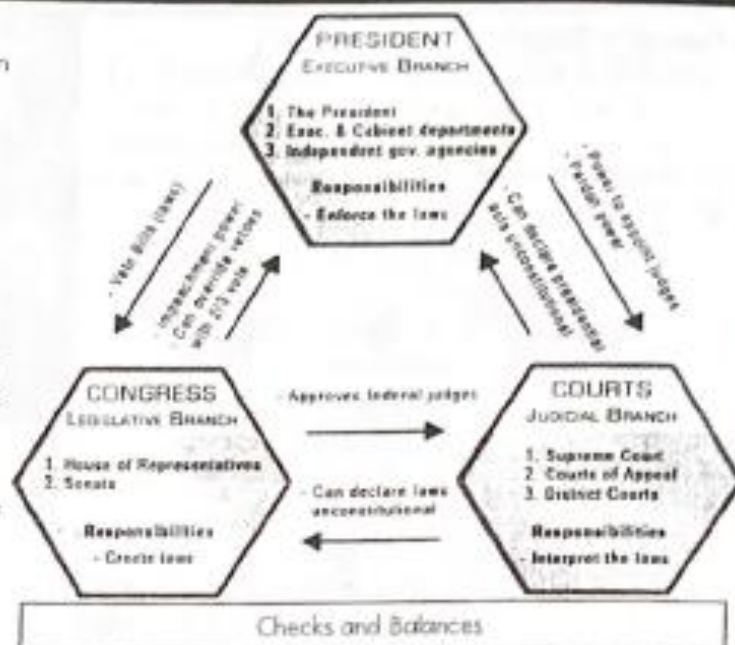 PRESIDENT
EXECUTIVE BRANCH
1. The President
2. Exec. & Cabinet departments
3. Independent gov. agencies
Responsibilities
- Enforce the laws
- Veto Bills (laws)
- Impeachment power
- Can override vetoes
with 2/3 vote
- Can declare presidential
acts unconstitutional
- Power to appoint judges
- Pardon power
CONGRESS
LEGISLATIVE BRANCH
1. House of Representatives
2. Senate
Responsibilities
- Create laws
- Approves federal judges
- Can declare laws
unconstitutional
COURTS
JUDICIAL BRANCH
1. Supreme Court
2. Courts of Appeal
3. District Courts
Responsibilities
- Interpret the laws
Checks and Balances